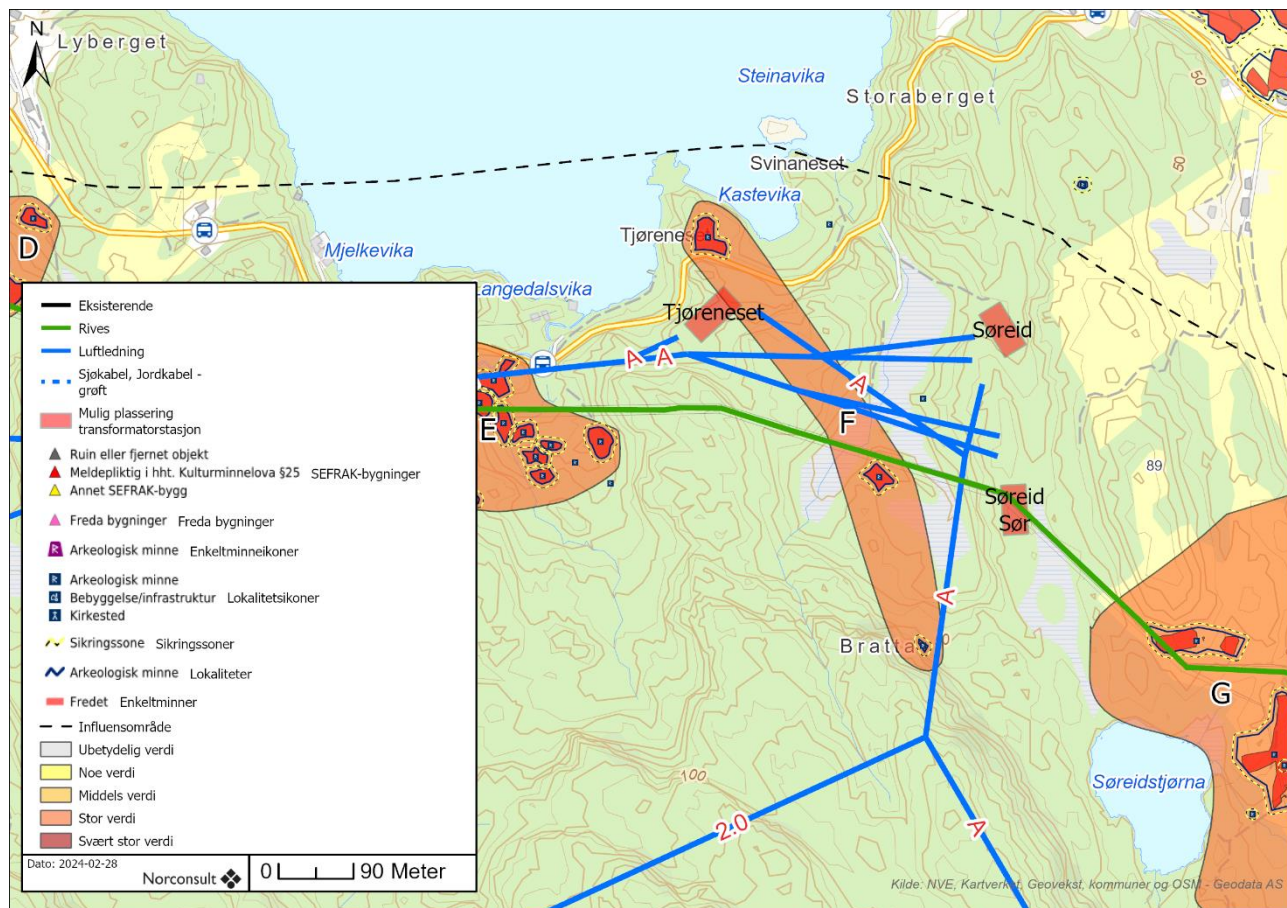 N
Lyberget
Steinavika
Storaberget
50
50
Svinaneset
Kastevika
Tjøreneset
D
Mjelkevika
Langedalsvika
Tjøreneset
Søreid
A A
A
E
F
89
Søreid
Sør
A
Bratta
G
Søreidstjørna
100
2.0
A
Eksisterende
Rives
Luftledning
Sjøkabel, Jordkabel -
grøft
Mulig plassering
transformatorstasjon
Ruin eller fjernet objekt
Meldepliktig i hht. Kulturminnelova §25 SEFRAK-bygninger
Annet SEFRAK-bygg
Freda bygninger Freda bygninger
R Arkeologisk minne Enkeltminneikoner
R Arkeologisk minne
Bebyggelse/infrastruktur Lokalitetsikoner
Kirkested
Sikringssone Sikringssoner
Arkeologisk minne Lokaliteter
Fredet Enkeltminner
Influensområde
Ubetydelig verdi
Noe verdi
Middels verdi
Stor verdi
Svært stor verdi
Dato: 2024-02-28
Norconsult
0 90 Meter
Kilde: NVE, Kartverket, Geovekst, kommuner og OSM - Geodata AS